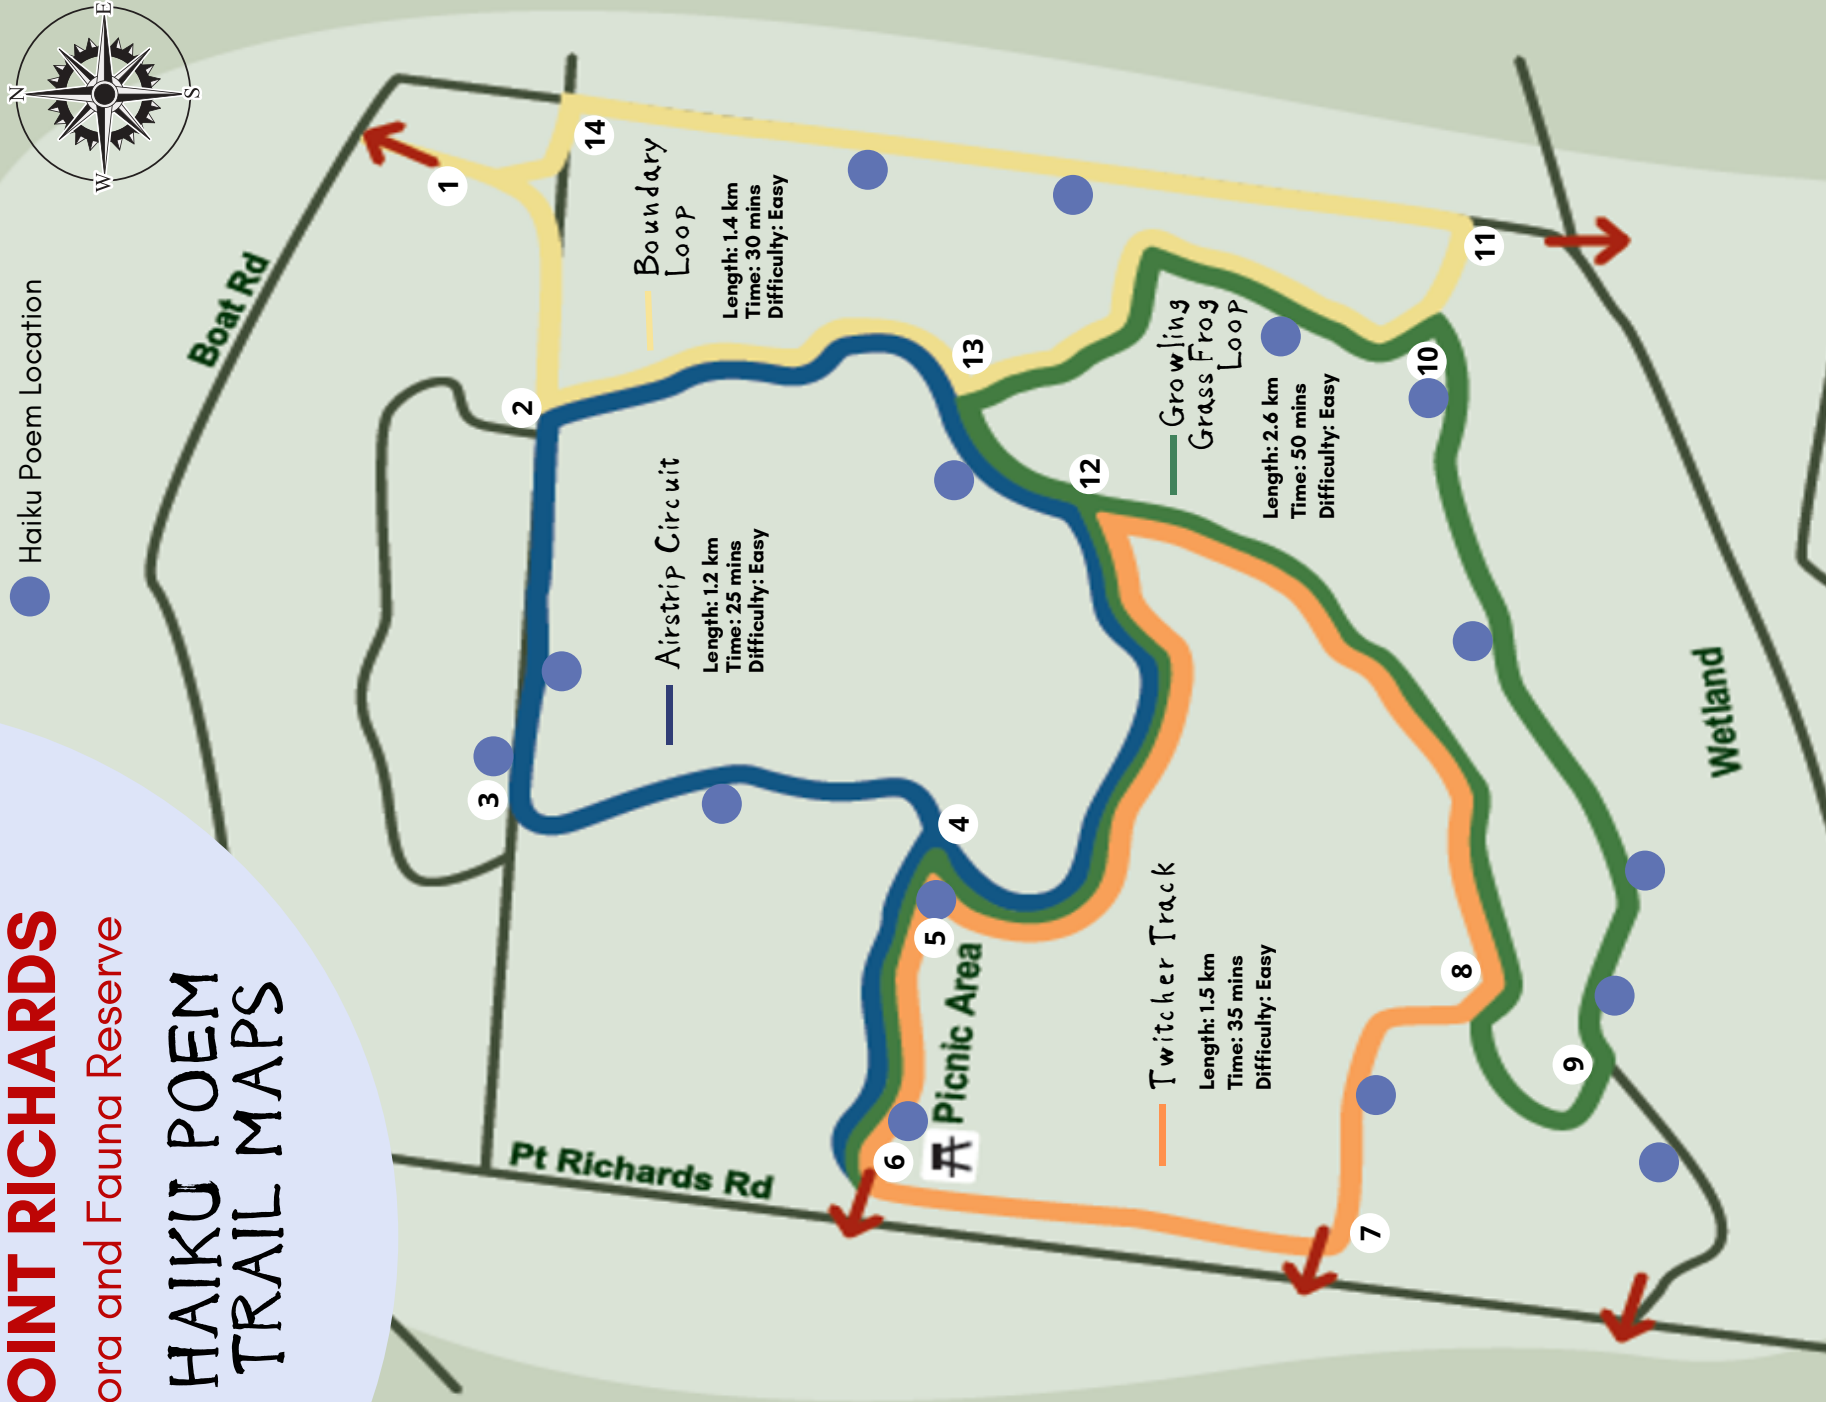 OINT RICHARDS
ora and Fauna Reserve
HAIKU POEM
TRAIL MAPS
Haiku Poem Location
N
E
S
W
Boat Rd
1
2
3
14
Boundary
Loop
Length: 1.4 km
Time: 30 mins
Difficulty: Easy
Airstrip Circuit
Length: 1.2 km
Time: 25 mins
Difficulty: Easy
Pt Richards Rd
13
4
5
6
Picnic Area
12
Growling
Grass Frog
Loop
Length: 2.6 km
Time: 50 mins
Difficulty: Easy
Twitcher Track
Length: 1.5 km
Time: 35 mins
Difficulty: Easy
11
10
8
7
9
Wetland